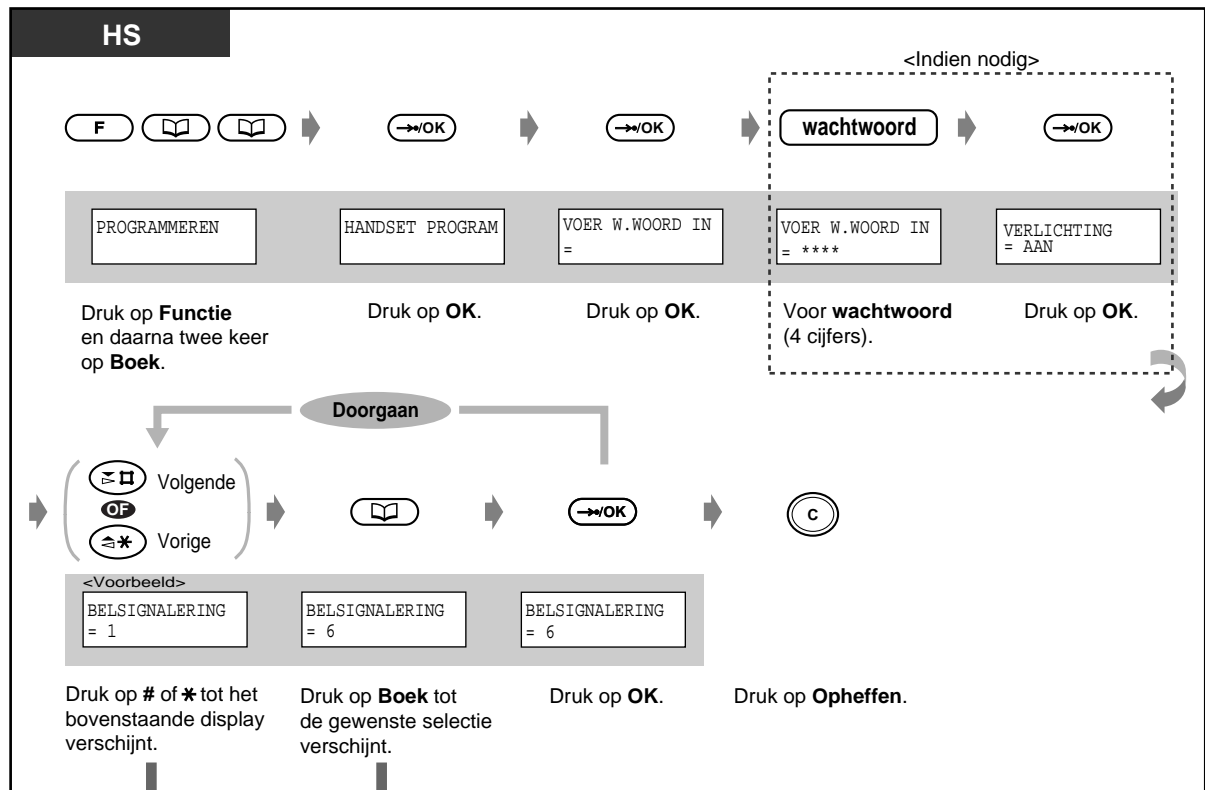 HS
<Indien nodig>
F
/OK
/OK
wachtwoord
/OK
PROGRAMMEREN
HANDSET PROGRAM
VOER W.WOORD IN
=
VOER W.WOORD IN
= ****
VERLICHTING
= AAN
Druk op Functie
en daarna twee keer
op Boek.
Druk op OK.
Druk op OK.
Voor wachtwoord
(4 cijfers).
Druk op OK.
Doorgaan
Volgende
OF
Vorige
/OK
C
<Voorbeeld>
BELSIGNALERING
= 1
BELSIGNALERING
= 6
BELSIGNALERING
= 6
Druk op # of * tot het
bovenstaande display
verschijnt.
Druk op Boek tot
de gewenste selectie
verschijnt.
Druk op OK.
Druk op Opheffen.